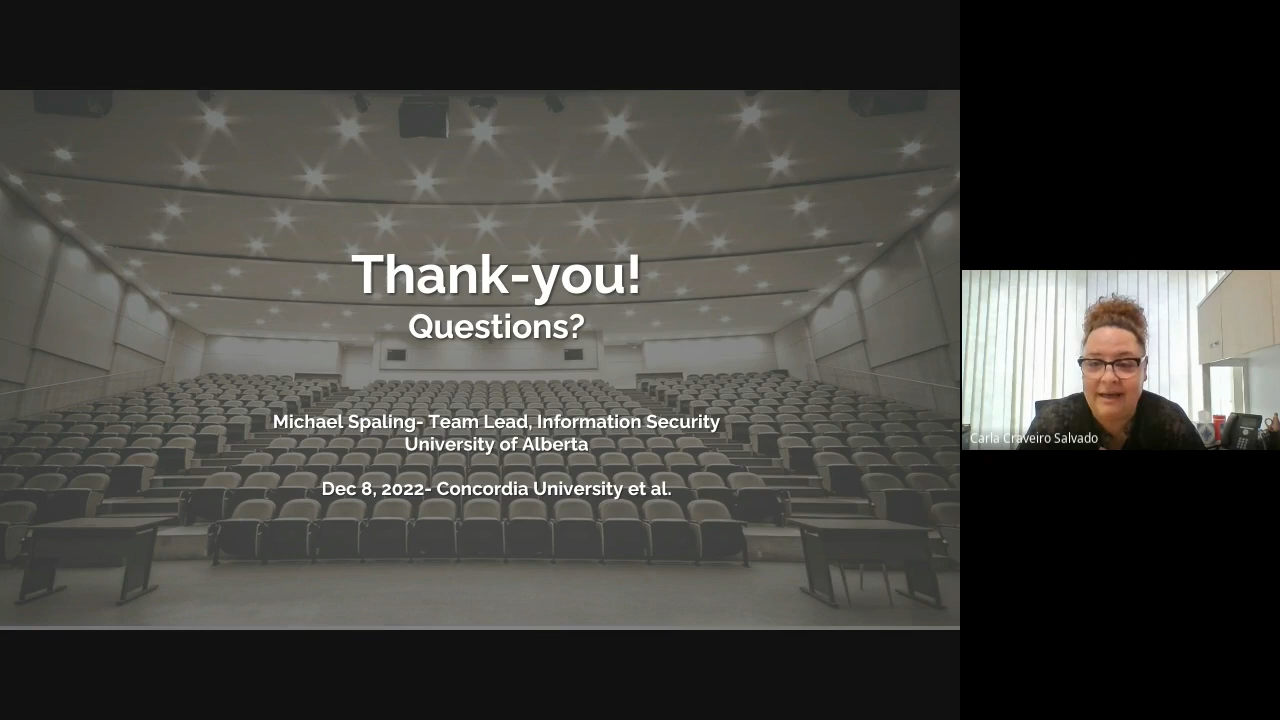 Thank-you!
Questions?
Michael Spaling- Team Lead, Information Security
University of Alberta
Dec 8, 2022- Concordia University et al.
Carla Craveiro Salvado